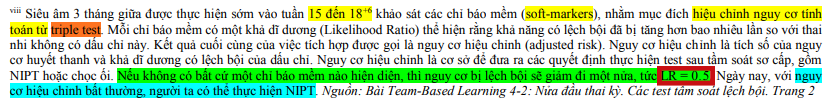 viii Siêu âm 3 tháng giữa được thực hiện sớm vào tuần 15 đến 18+6 khảo sát các chỉ báo mềm (soft-markers), nhằm mục đích hiệu chỉnh nguy cơ tính
toán từ triple test. Mỗi chỉ báo mềm có một khả dĩ dương (Likelihood Ratio) thể hiện rằng khả năng có lệch bội đã bị tăng hơn bao nhiêu lần so với thai
nhi không có dấu chỉ này. Kết quả cuối cùng của việc tích hợp được gọi là nguy cơ hiệu chỉnh (adjusted risk). Nguy cơ hiệu chỉnh là tích số của nguy
cơ huyết thanh và khả dĩ dương có lệch bội của dấu chỉ. Nguy cơ hiệu chỉnh là cơ sở để đưa ra các quyết định thực hiện test sau tầm soát sơ cấp, gồm
NIPT hoặc chọc ối. Nếu không có bất cứ một chỉ báo mềm nào hiện diện, thì nguy cơ bị lệch bội sẽ giảm đi một nửa, tức LR = 0.5. Ngày nay, với nguy
cơ hiệu chỉnh bất thường, người ta có thể thực hiện NIPT. Nguồn: Bài Team-Based Learning 4-2: Nửa đầu thai kỳ. Các test tầm soát lệch bội. Trang 2